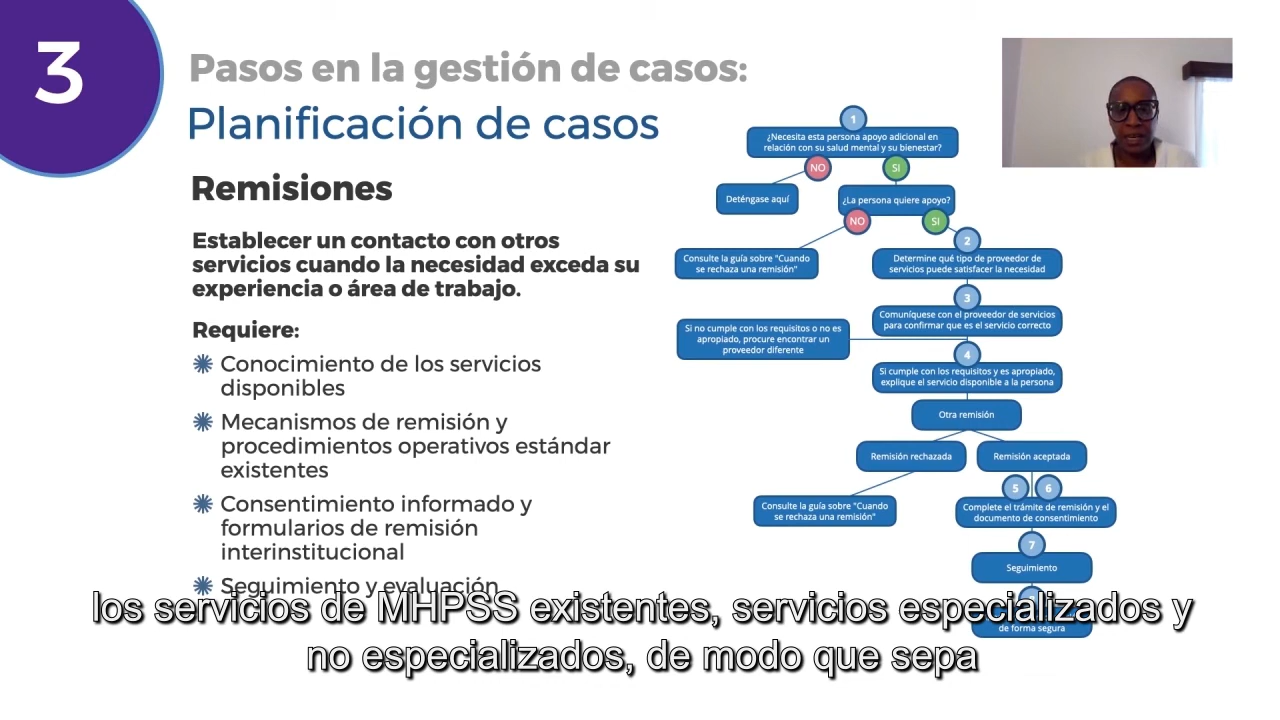 3
Pasos en la gestión de casos:
Planificación de casos
Remisiones
Establecer un contacto con otros
servicios cuando la necesidad exceda su
experiencia o área de trabajo.
Requiere:
Conocimiento de los servicios
disponibles
Mecanismos de remisión y
procedimientos operativos estándar
existentes
Consentimiento informado y
formularios de remisión
interinstitucional
Seguimiento y evaluación
1
¿Necesita esta persona apoyo adicional en
relación con su salud mental y su bienestar?
NO
SI
Deténgase aquí
¿La persona quiere apoyo?
NO
SI
Consulte la guía sobre "Cuando
se rechaza una remisión"
2
Determine qué tipo de proveedor de
servicios puede satisfacer la necesidad
3
Comuníquese con el proveedor de servicios
para confirmar que es el servicio correcto
Si no cumple con los requisitos o no es
apropiado, procure encontrar un
proveedor diferente
4
Si cumple con los requisitos y es apropiado,
explique el servicio disponible a la persona
Otra remisión
Remisión rechazada
Remisión aceptada
Consulte la guía sobre "Cuando
se rechaza una remisión"
5
6
Complete el trámite de remisión y el
documento de consentimiento
7
Seguimiento
de forma segura
los servicios de MHPSS existentes, servicios especializados y
no especializados, de modo que sepa